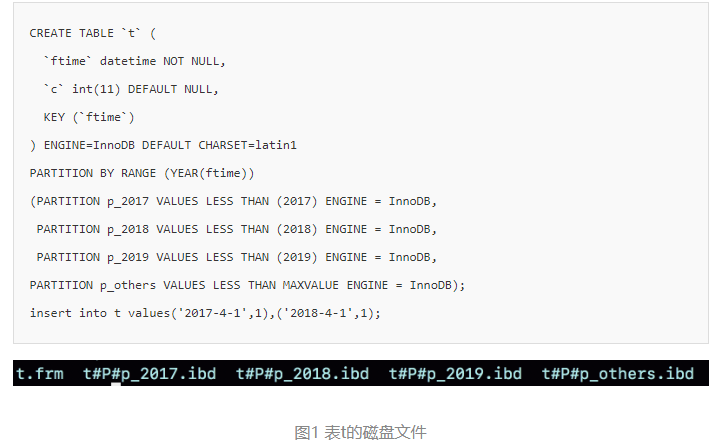 CREATE TABLE `t` (
  `ftime` datetime NOT NULL,
  `c` int(11) DEFAULT NULL,
  KEY (`ftime`)
) ENGINE=InnoDB DEFAULT CHARSET=latin1
PARTITION BY RANGE (YEAR(ftime))
(PARTITION p_2017 VALUES LESS THAN (2017) ENGINE = InnoDB,
 PARTITION p_2018 VALUES LESS THAN (2018) ENGINE = InnoDB,
 PARTITION p_2019 VALUES LESS THAN (2019) ENGINE = InnoDB,
PARTITION p_others VALUES LESS THAN MAXVALUE ENGINE = InnoDB);
insert into t values('2017-4-1',1),('2018-4-1',1);
t.frm  t#P#p_2017.ibd  t#P#p_2018.ibd  t#P#p_2019.ibd  t#P#p_others.ibd
图1 表t的磁盘文件